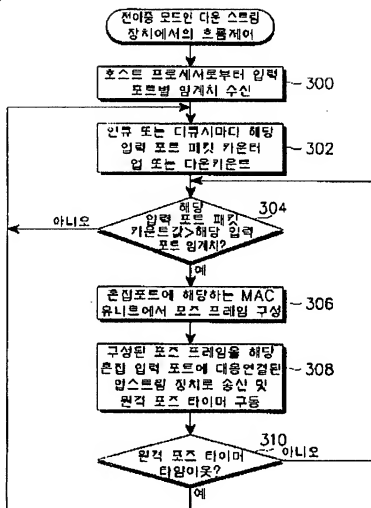 전이중 모드인 다운 스트림
장치에서의 흐름제어
호스트 프로세서로부터 입력
포트별 임계치 수신
300
인큐 또는 디큐시마다 해당
입력 포트 패킷 카운터
업 또는 다운카운트
302
해당
입력 포트 패킷
카운트값>해당 입력
포트 임계치?
304
아니오
예
혼잡포트에 해당하는 MAC
유니트에서 포즈 프레임 구성
306
구성된 포즈 프레임을 해당
혼잡 입력 포트에 대응연결된
업스트림 장치로 송신 및
원격 포즈 타이머 구동
308
310
원격 포즈 타이머
타임아웃?
아니오
예